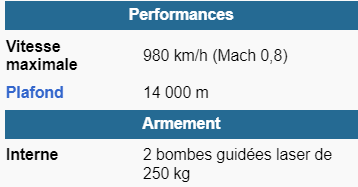 Performances
Vitesse
maximale
980 km/h (Mach 0,8)
Plafond
14 000 m
Armement
Interne
2 bombes guidées laser de
250 kg